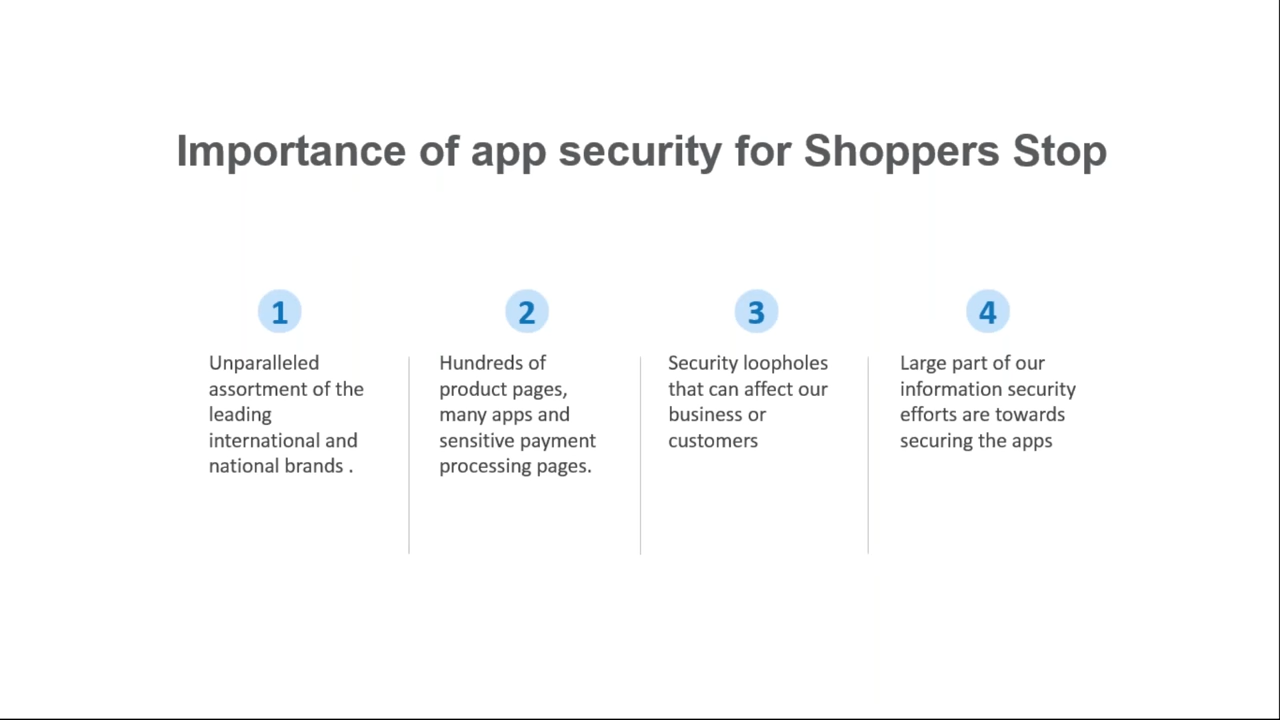 Importance of app security for Shoppers Stop
1
Unparalleled
assortment of the
leading
international and
national brands .
2
Hundreds of
product pages,
many apps and
sensitive payment
processing pages.
3
Security loopholes
that can affect our
business or
customers
4
Large part of our
information security
efforts are towards
securing the apps